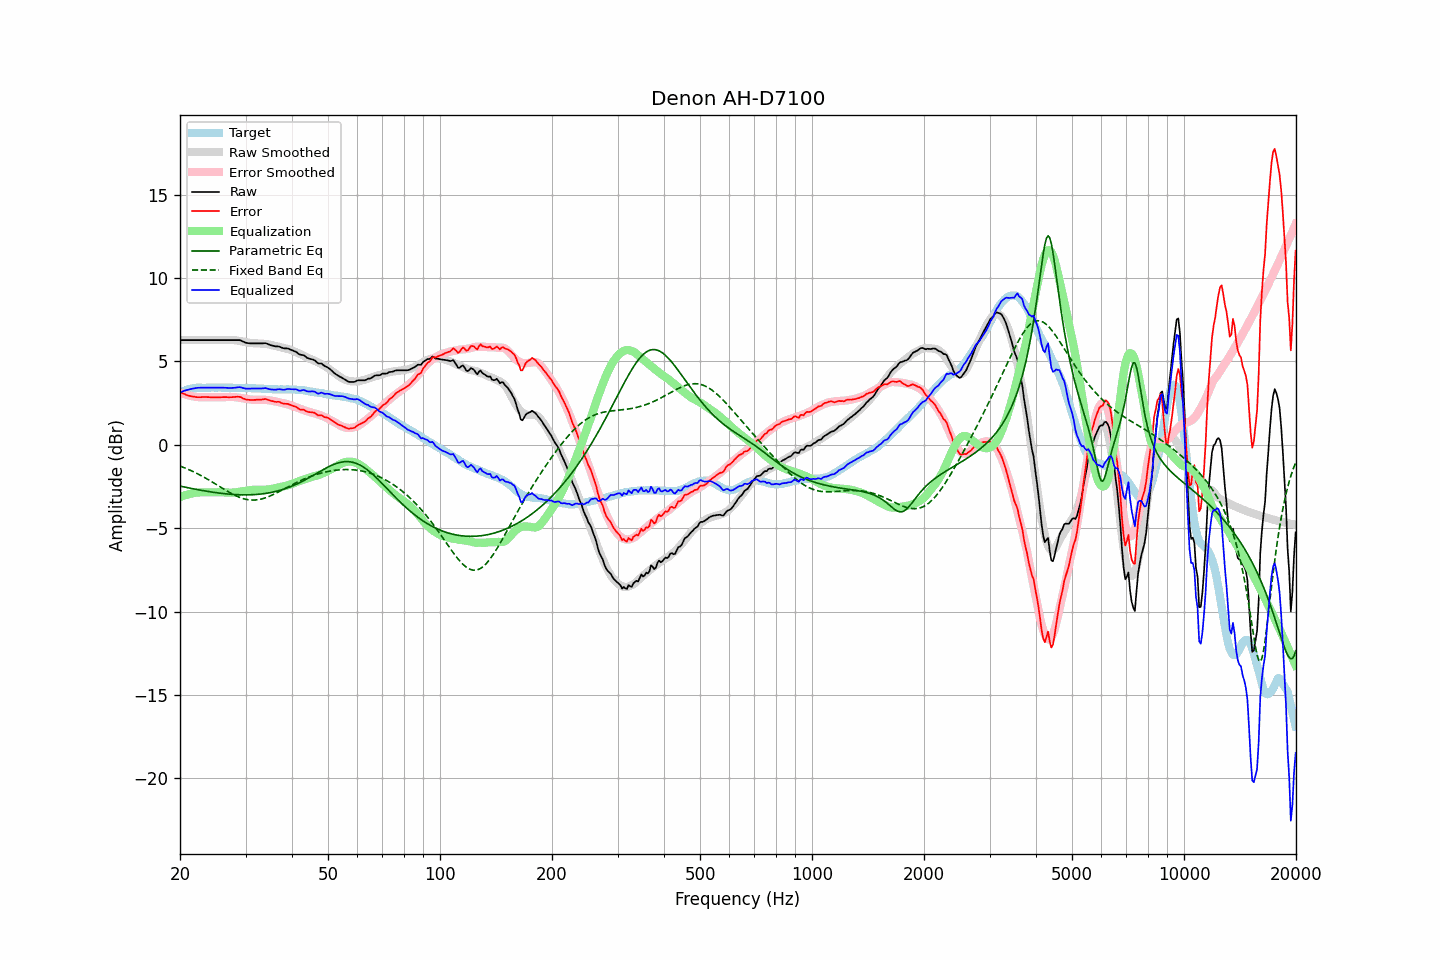 Denon AH-D7100
Target
Raw Smoothed
Error Smoothed
Raw
Error
Equalization
Parametric Eq
Fixed Band Eq
Equalized
15
10
5
0
−5
−10
−15
−20
Amplitude (dBr)
20 50 100 200 500 1000 2000 5000 10000 20000
Frequency (Hz)